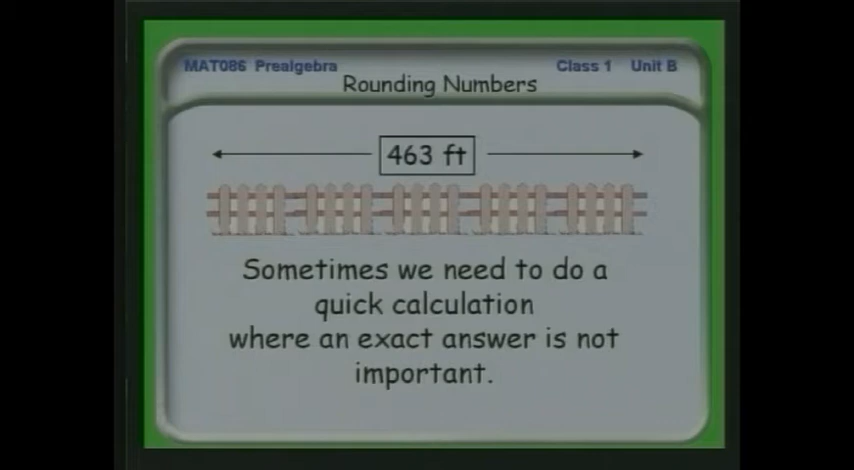 MAT086 Prealgebra Class 1 Unit B
Rounding Numbers
463 ft
Sometimes we need to do a
quick calculation
where an exact answer is not
important.